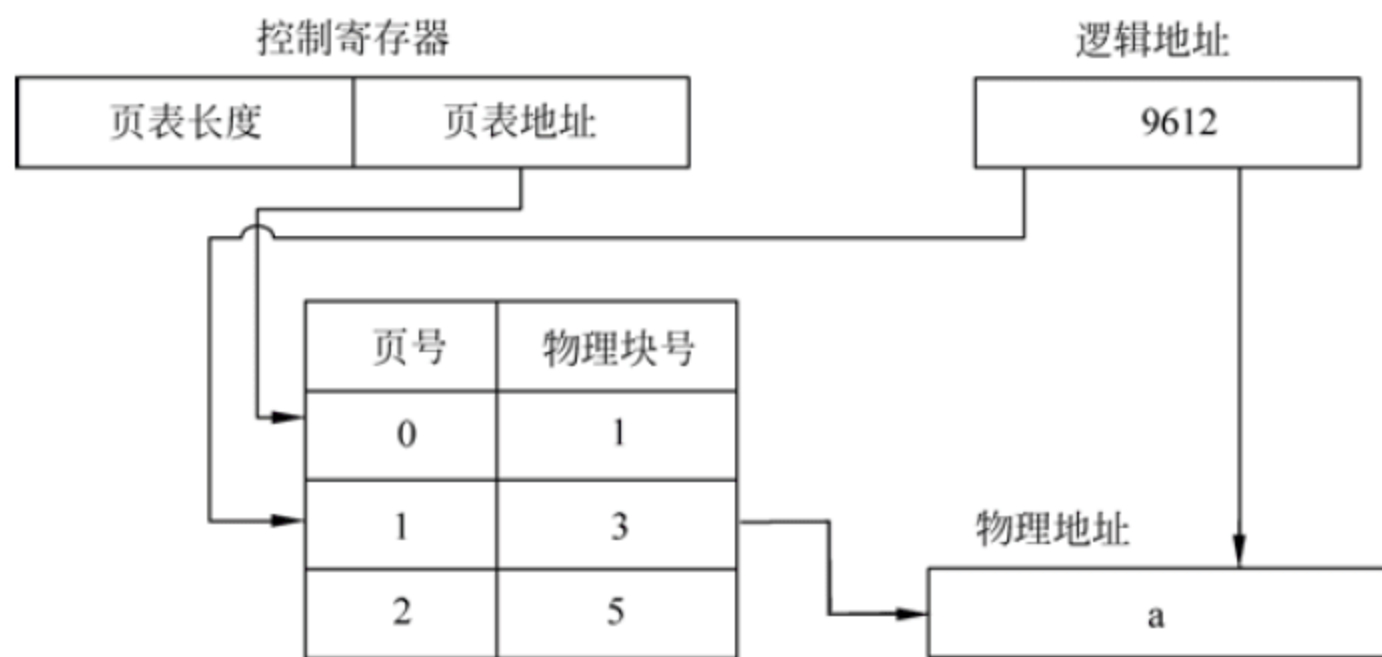 控制寄存器
逻辑地址
页表长度 页表地址
9612
页号 物理块号
0 1
1 3
物理地址
2 5
a